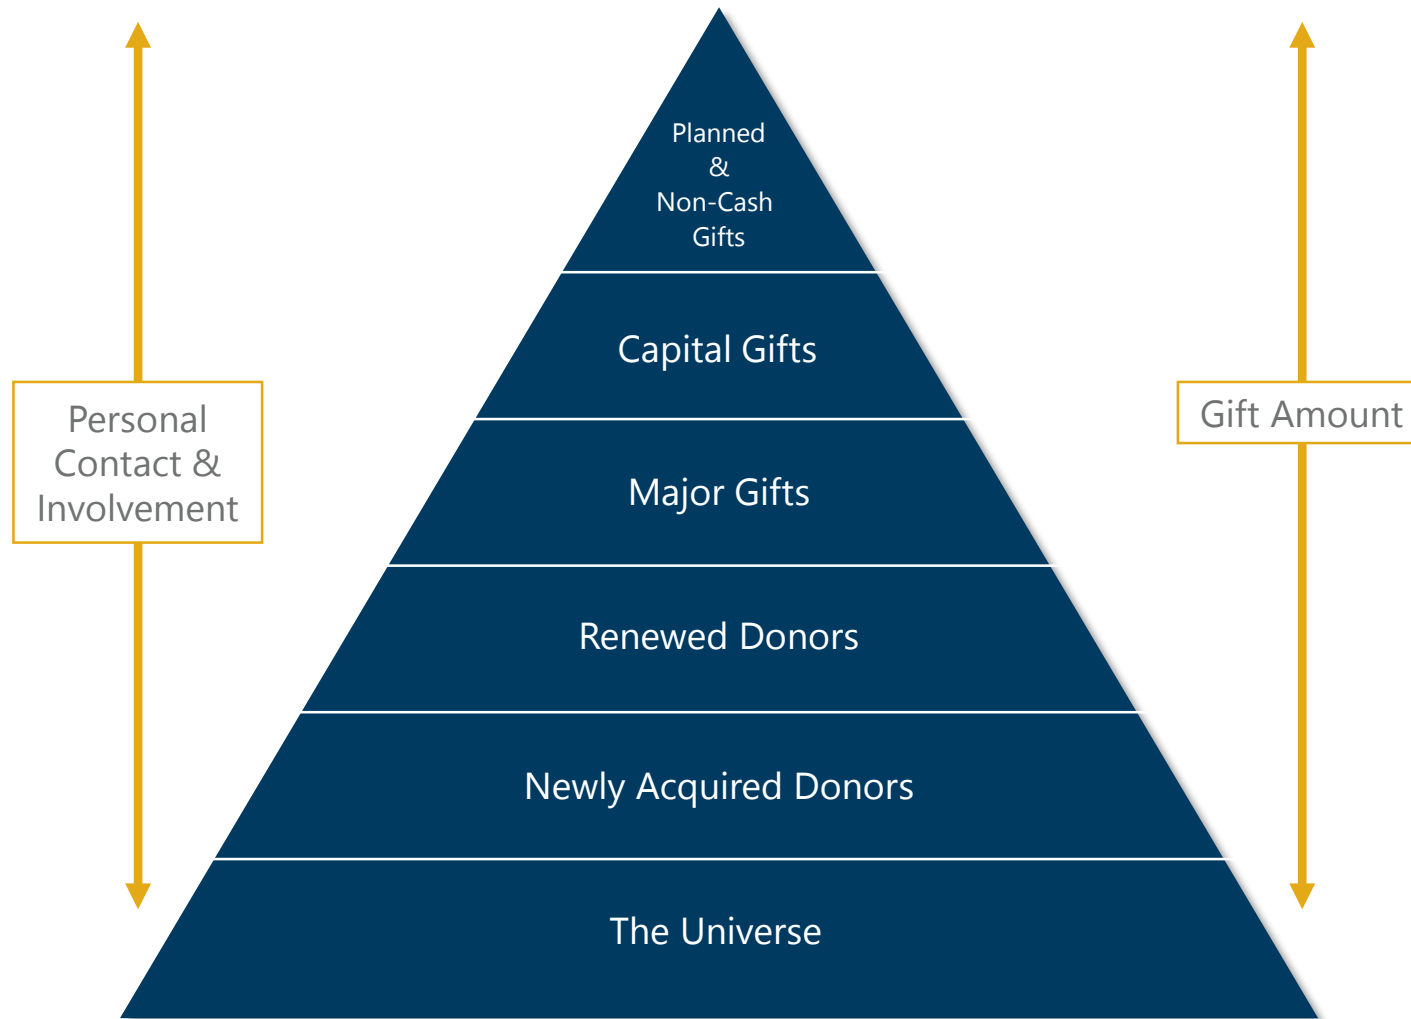 Planned
&
Non-Cash
Gifts
Capital Gifts
Personal
Contact &
Involvement
Gift Amount
Major Gifts
Renewed Donors
Newly Acquired Donors
The Universe